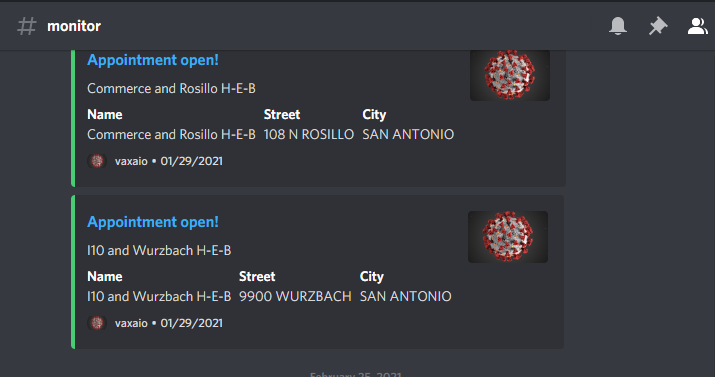 # monitor
Appointment open!
Commerce and Rosillo H-E-B
Name Street City
Commerce and Rosillo H-E-B 108 N ROSILLO SAN ANTONIO
vaxaio • 01/29/2021
Appointment open!
I10 and Wurzbach H-E-B
Name Street City
I10 and Wurzbach H-E-B 9900 WURZBACH SAN ANTONIO
vaxaio • 01/29/2021
February 25, 2021